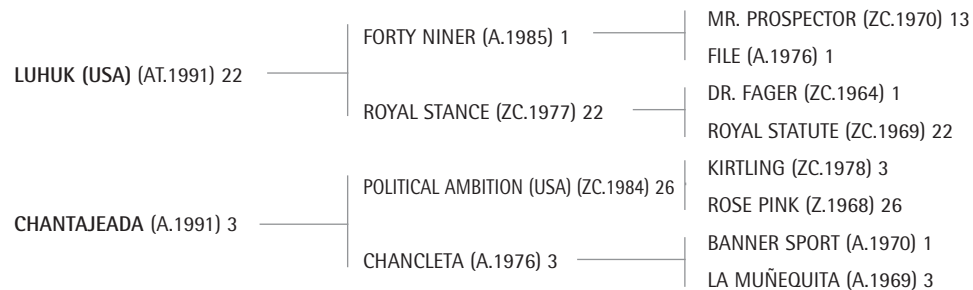 MR. PROSPECTOR (ZC.1970) 13
FORTY NINER (A.1985) 1
FILE (A.1976) 1
LUHUK (USA) (AT.1991) 22
DR. FAGER (ZC.1964) 1
ROYAL STANCE (ZC.1977) 22
ROYAL STATUTE (ZC.1969) 22
KIRTLING (ZC.1978) 3
POLITICAL AMBITION (USA) (ZC.1984) 26
ROSE PINK (Z.1968) 26
CHANTAJEADA (A.1991) 3
BANNER SPORT (A.1970) 1
CHANCLETA (A.1976) 3
LA MUÑEQUITA (A.1969) 3